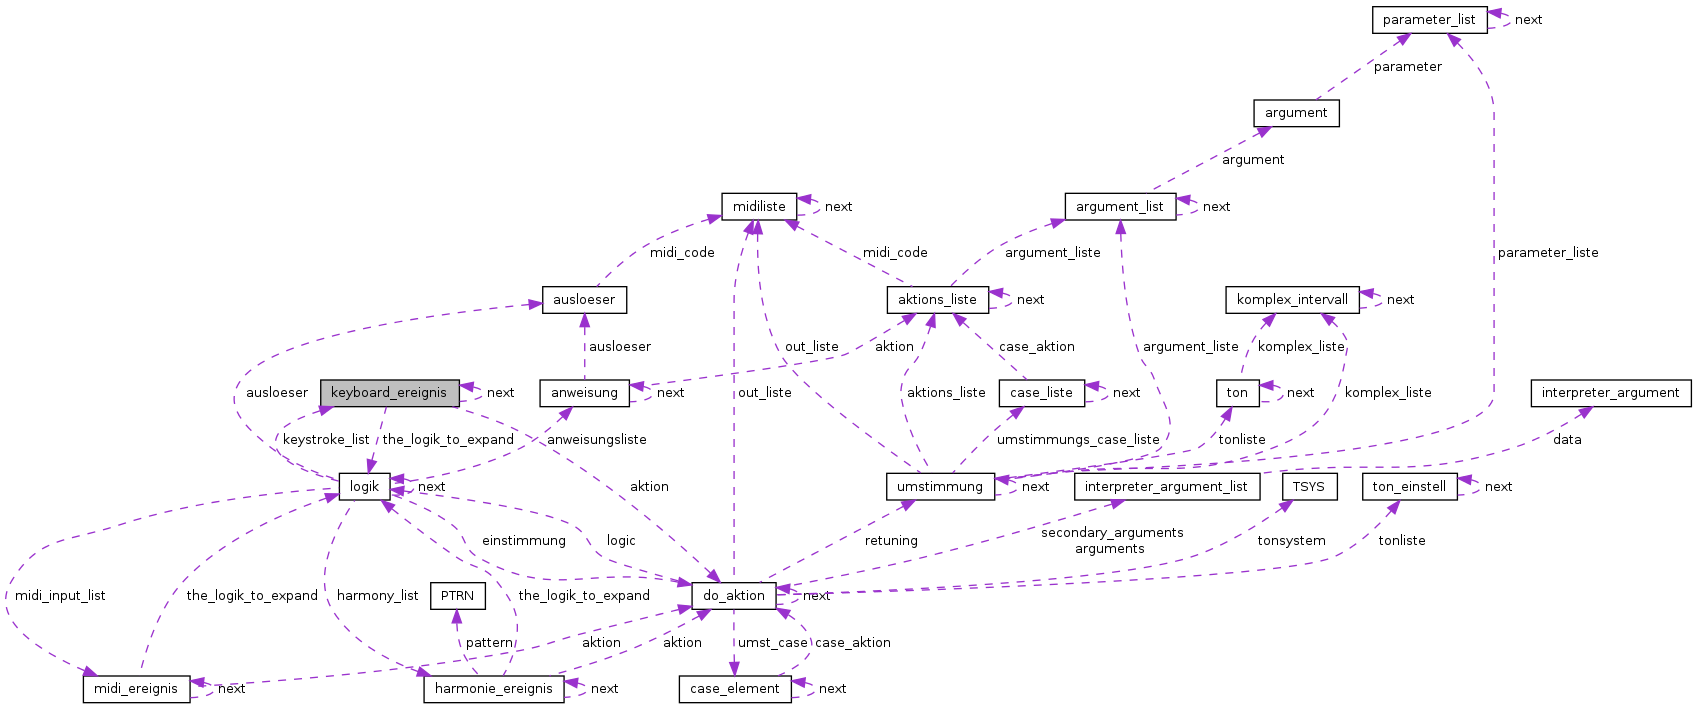 parameter_list
next
parameter
argument
argument
midiliste
next
argument_list
next
midi_code
midi_code
argument_liste
parameter_liste
ausloeser
aktions_liste
next
komplex_intervall
next
out_liste
ausloeser
aktion
case_aktion
argument_liste
komplex_liste
ausloeser
keyboard_ereignis
next
anweisung
next
out_liste
aktions_liste
case_liste
next
ton
next
komplex_liste
interpreter_argument
keystroke_list
the_logik_to_expand
anweisungsliste
umstimmungs_case_liste
tonliste
data
logik
next
aktion
umstimmung
next
interpreter_argument_list
TSYS
ton_einstell
next
einstimmung
logic
retuning
secondary_arguments
arguments
tonsystem
tonliste
midi_input_list
the_logik_to_expand
harmony_list
PTRN
the_logik_to_expand
do_aktion
next
pattern
aktion
aktion
umst_case
case_aktion
midi_ereignis
next
harmonie_ereignis
next
case_element
next